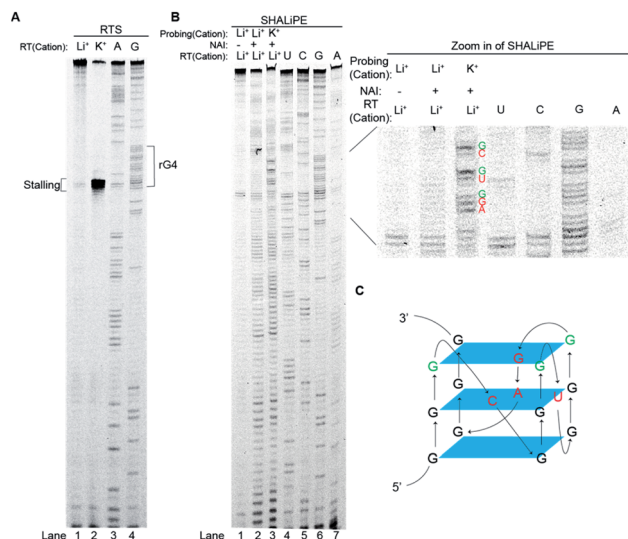 A
RTS
RT(Cation): Li⁺ K⁺ A G
Stalling
rG4
Lane 1 2 3 4
B
SHALiPE
Probing(Cation): Li⁺ Li⁺ K⁺
NAI: - + +
RT(Cation): Li⁺ Li⁺ Li⁺ U C G A
Lane 1 2 3 4 5 6 7
Zoom in of SHALiPE
Probing
(Cation): Li⁺ Li⁺ K⁺
NAI: - + +
RT
(Cation): Li⁺ Li⁺ Li⁺ U C G A
G
C
G
U
G
G
A
C
3'
G
G G G
G G
G A G
G C U
G G G
G G
5'